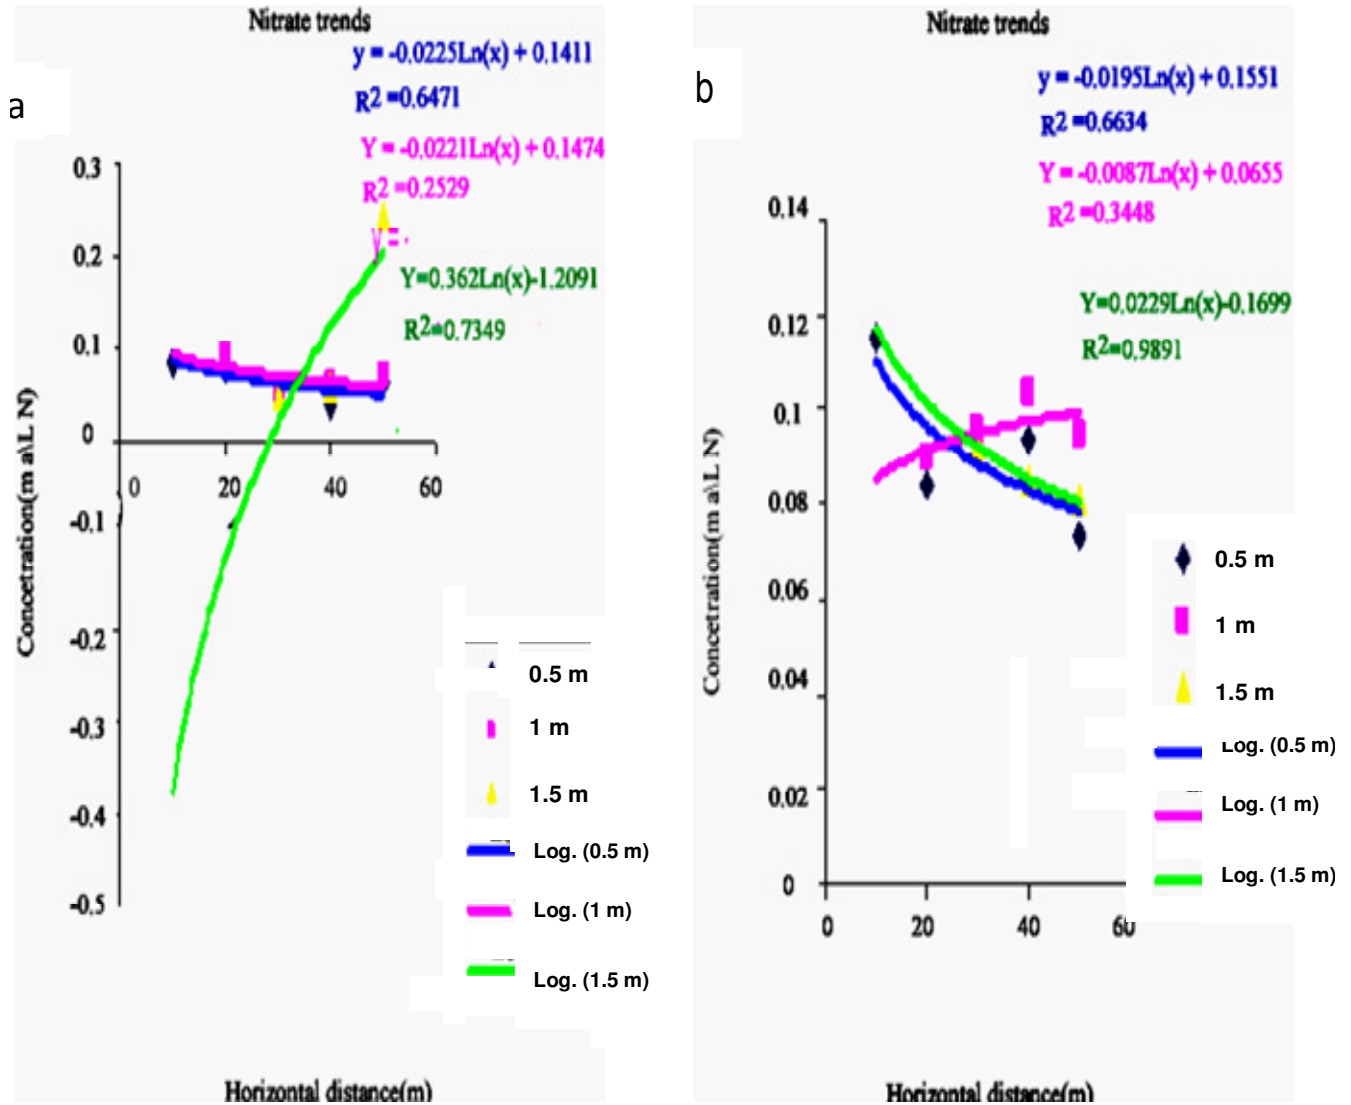 Nitrate trends
y = -0.0225Ln(x) + 0.1411
R2 =0.6471
Y = -0.0221Ln(x) + 0.1474
R2 =0.2529
y =
Y=0.362Ln(x)-1.2091
R2=0.7349
a
0.3
0.2
0.1
0
-0.1
-0.2
-0.3
-0.4
-0.5
0 20 40 60
Concetration(m a\L N)
0.5 m
1 m
1.5 m
Log. (0.5 m)
Log. (1 m)
Log. (1.5 m)
Horizontal distance(m)
Nitrate trends
b
y = -0.0195Ln(x) + 0.1551
R2 =0.6634
Y = -0.0087Ln(x) + 0.0655
R2 =0.3448
Y=0.0229Ln(x)-0.1699
R2=0.9891
0.14
0.12
0.1
0.08
0.06
0.04
0.02
0
0 20 40 60
Concetration(m a\L N)
0.5 m
1 m
1.5 m
Log. (0.5 m)
Log. (1 m)
Log. (1.5 m)
Horizontal distance(m)